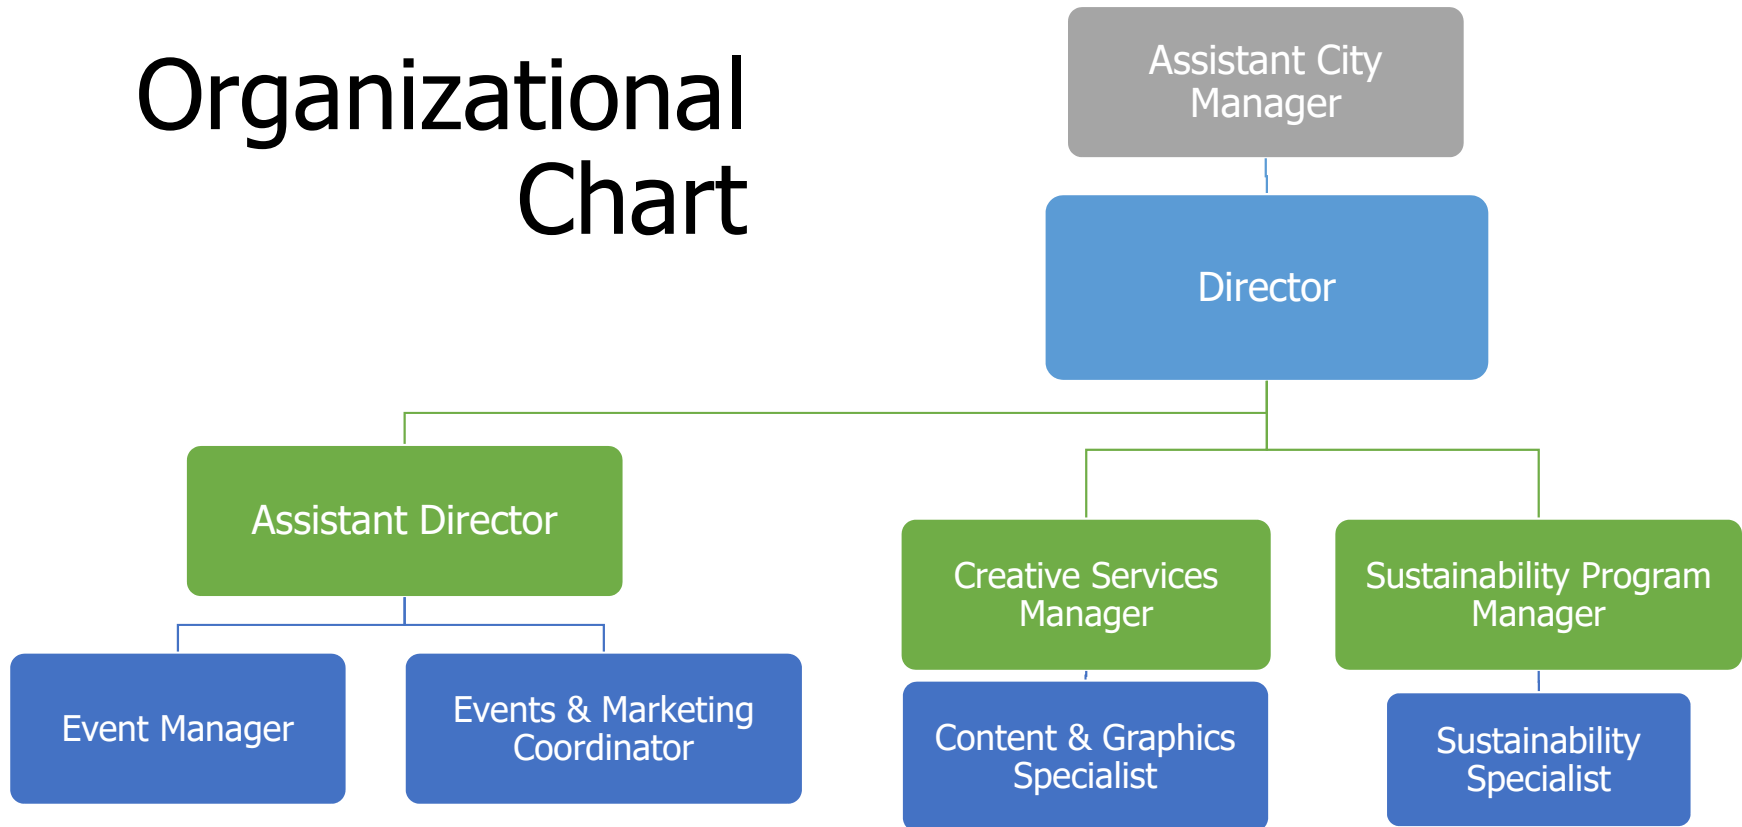 Organizational
Chart
Assistant City
Manager
Director
Assistant Director
Creative Services
Manager
Sustainability Program
Manager
Event Manager
Events & Marketing
Coordinator
Content & Graphics
Specialist
Sustainability
Specialist